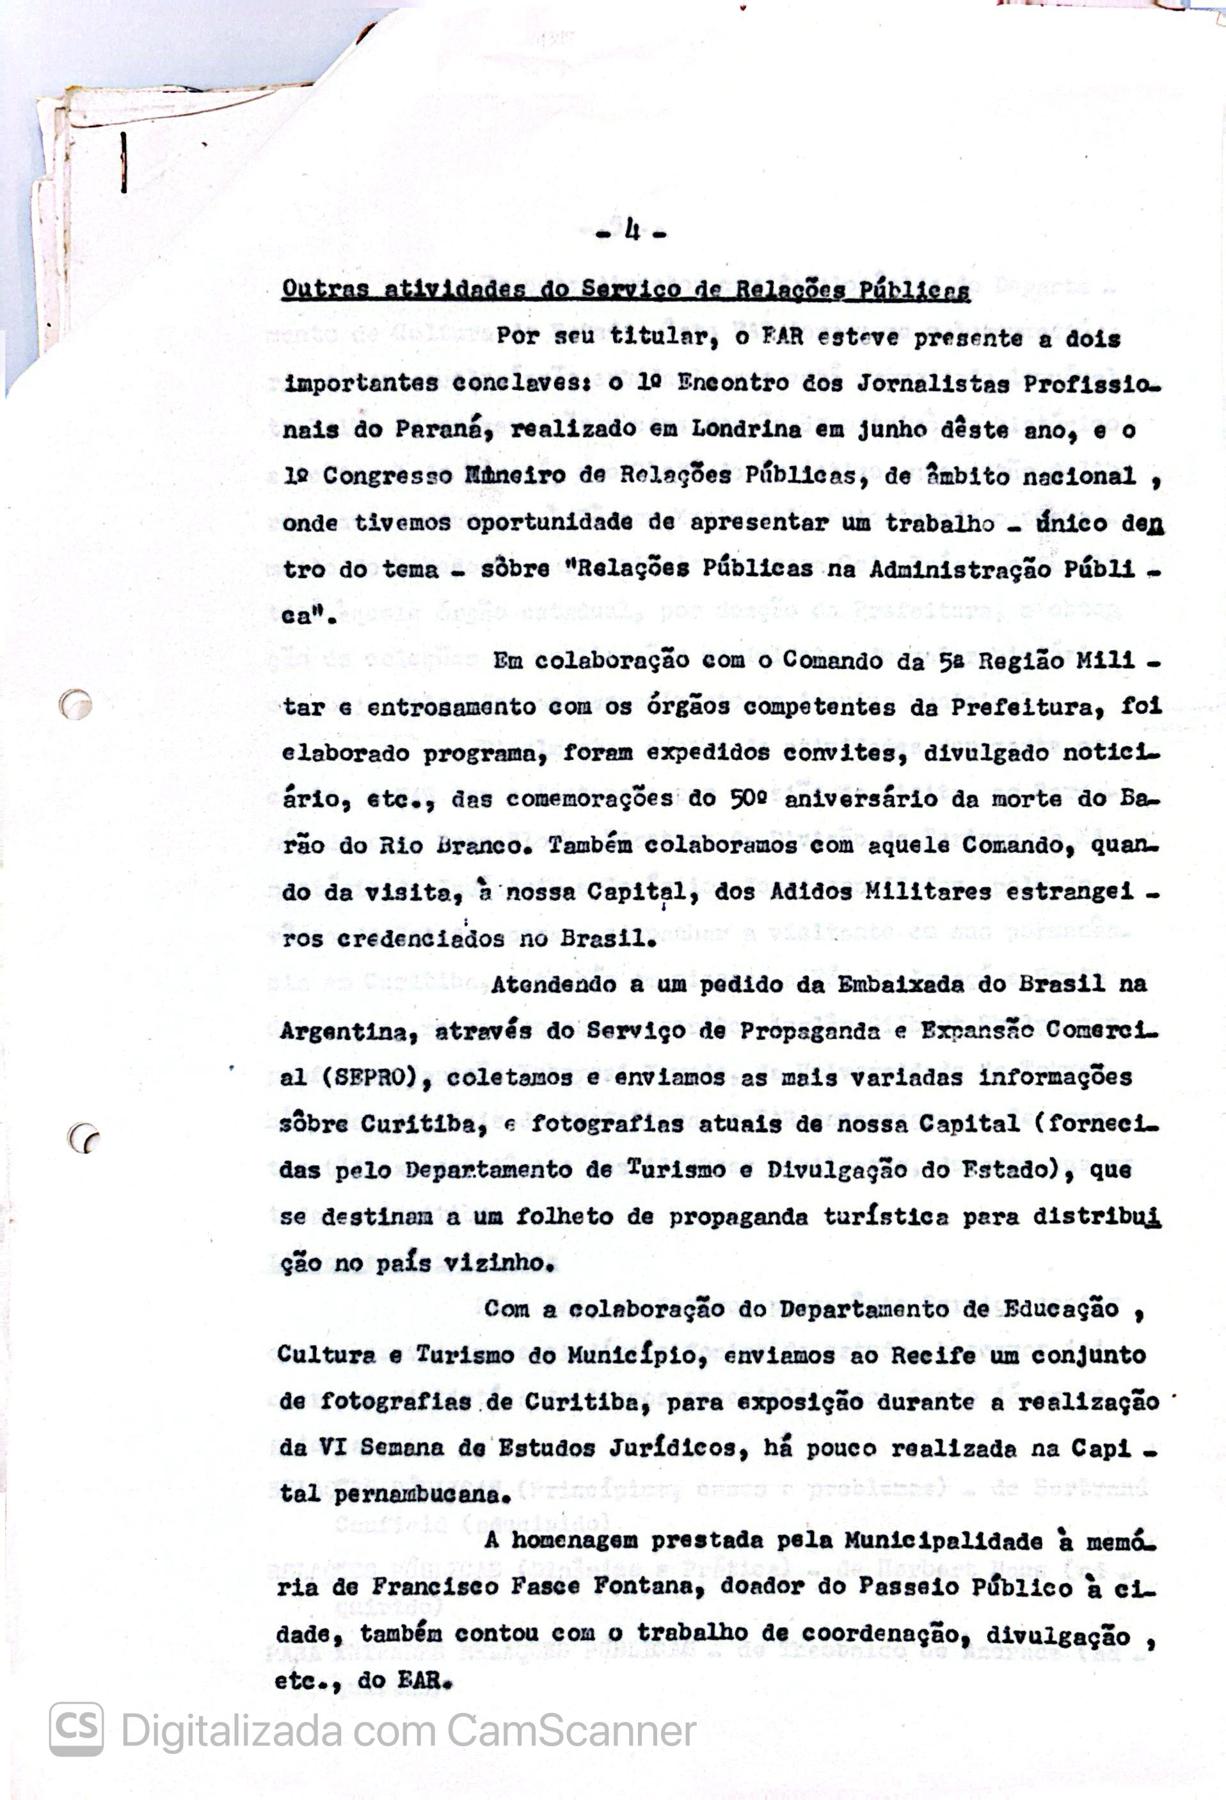 - 4 -
Outras atividades do Serviço de Relações Públicas
Por seu titular, o EAR esteve presente a dois
importantes conclaves: o 1º Encontro dos Jornalistas Profissio-
nais do Paraná, realizado em Londrina em junho dêste ano, e o
1º Congresso Mineiro de Relações Públicas, de âmbito nacional ,
onde tivemos oportunidade de apresentar um trabalho - único den
tro do tema - sôbre "Relações Públicas na Administração Públi -
ca".
Em colaboração com o Comando da 5ª Região Mili -
tar e entrosamento com os órgãos competentes da Prefeitura, foi
elaborado programa, foram expedidos convites, divulgado notici-
ário, etc., das comemorações do 50º aniversário da morte do Ba-
rão do Rio Branco. Também colaboramos com aquele Comando, quan-
do da visita, à nossa Capital, dos Adidos Militares estrangei -
ros credenciados no Brasil.
Atendendo a um pedido da Embaixada do Brasil na
Argentina, através do Serviço de Propaganda e Expansão Comerci-
al (SEPRO), coletamos e enviamos as mais variadas informações
sôbre Curitiba, e fotografias atuais de nossa Capital (forneci-
das pelo Departamento de Turismo e Divulgação do Estado), que
se destinam a um folheto de propaganda turística para distribui
ção no país vizinho.
Com a colaboração do Departamento de Educação ,
Cultura e Turismo do Município, enviamos ao Recife um conjunto
de fotografias de Curitiba, para exposição durante a realização
da VI Semana de Estudos Jurídicos, há pouco realizada na Capi -
tal pernambucana.
A homenagem prestada pela Municipalidade à memó-
ria de Francisco Fasce Fontana, doador do Passeio Público à ci-
dade, também contou com o trabalho de coordenação, divulgação ,
etc., do EAR.
CS Digitalizada com CamScanner